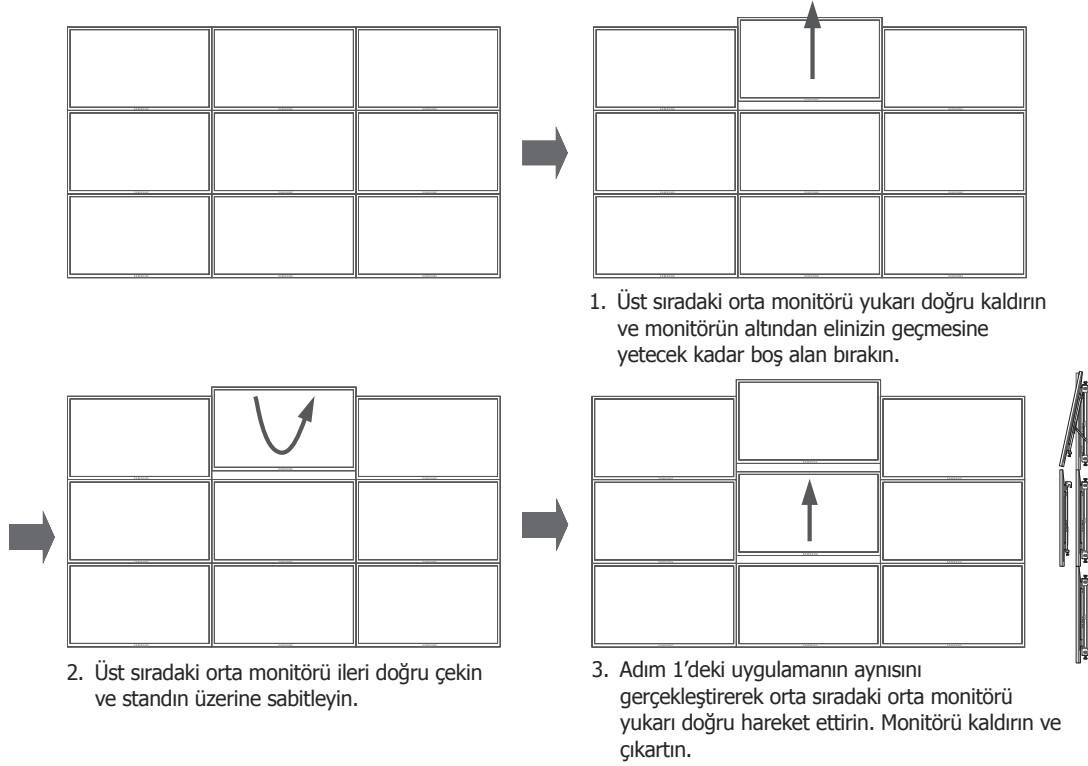 1. Üst sıradaki orta monitörü yukarı doğru kaldırın
ve monitörün altından elinizin geçmesine
yetecek kadar boş alan bırakın.
2. Üst sıradaki orta monitörü ileri doğru çekin
ve standın üzerine sabitleyin.
3. Adım 1’deki uygulamanın aynısını
gerçekleştirerek orta sıradaki orta monitörü
yukarı doğru hareket ettirin. Monitörü kaldırın ve
çıkartın.